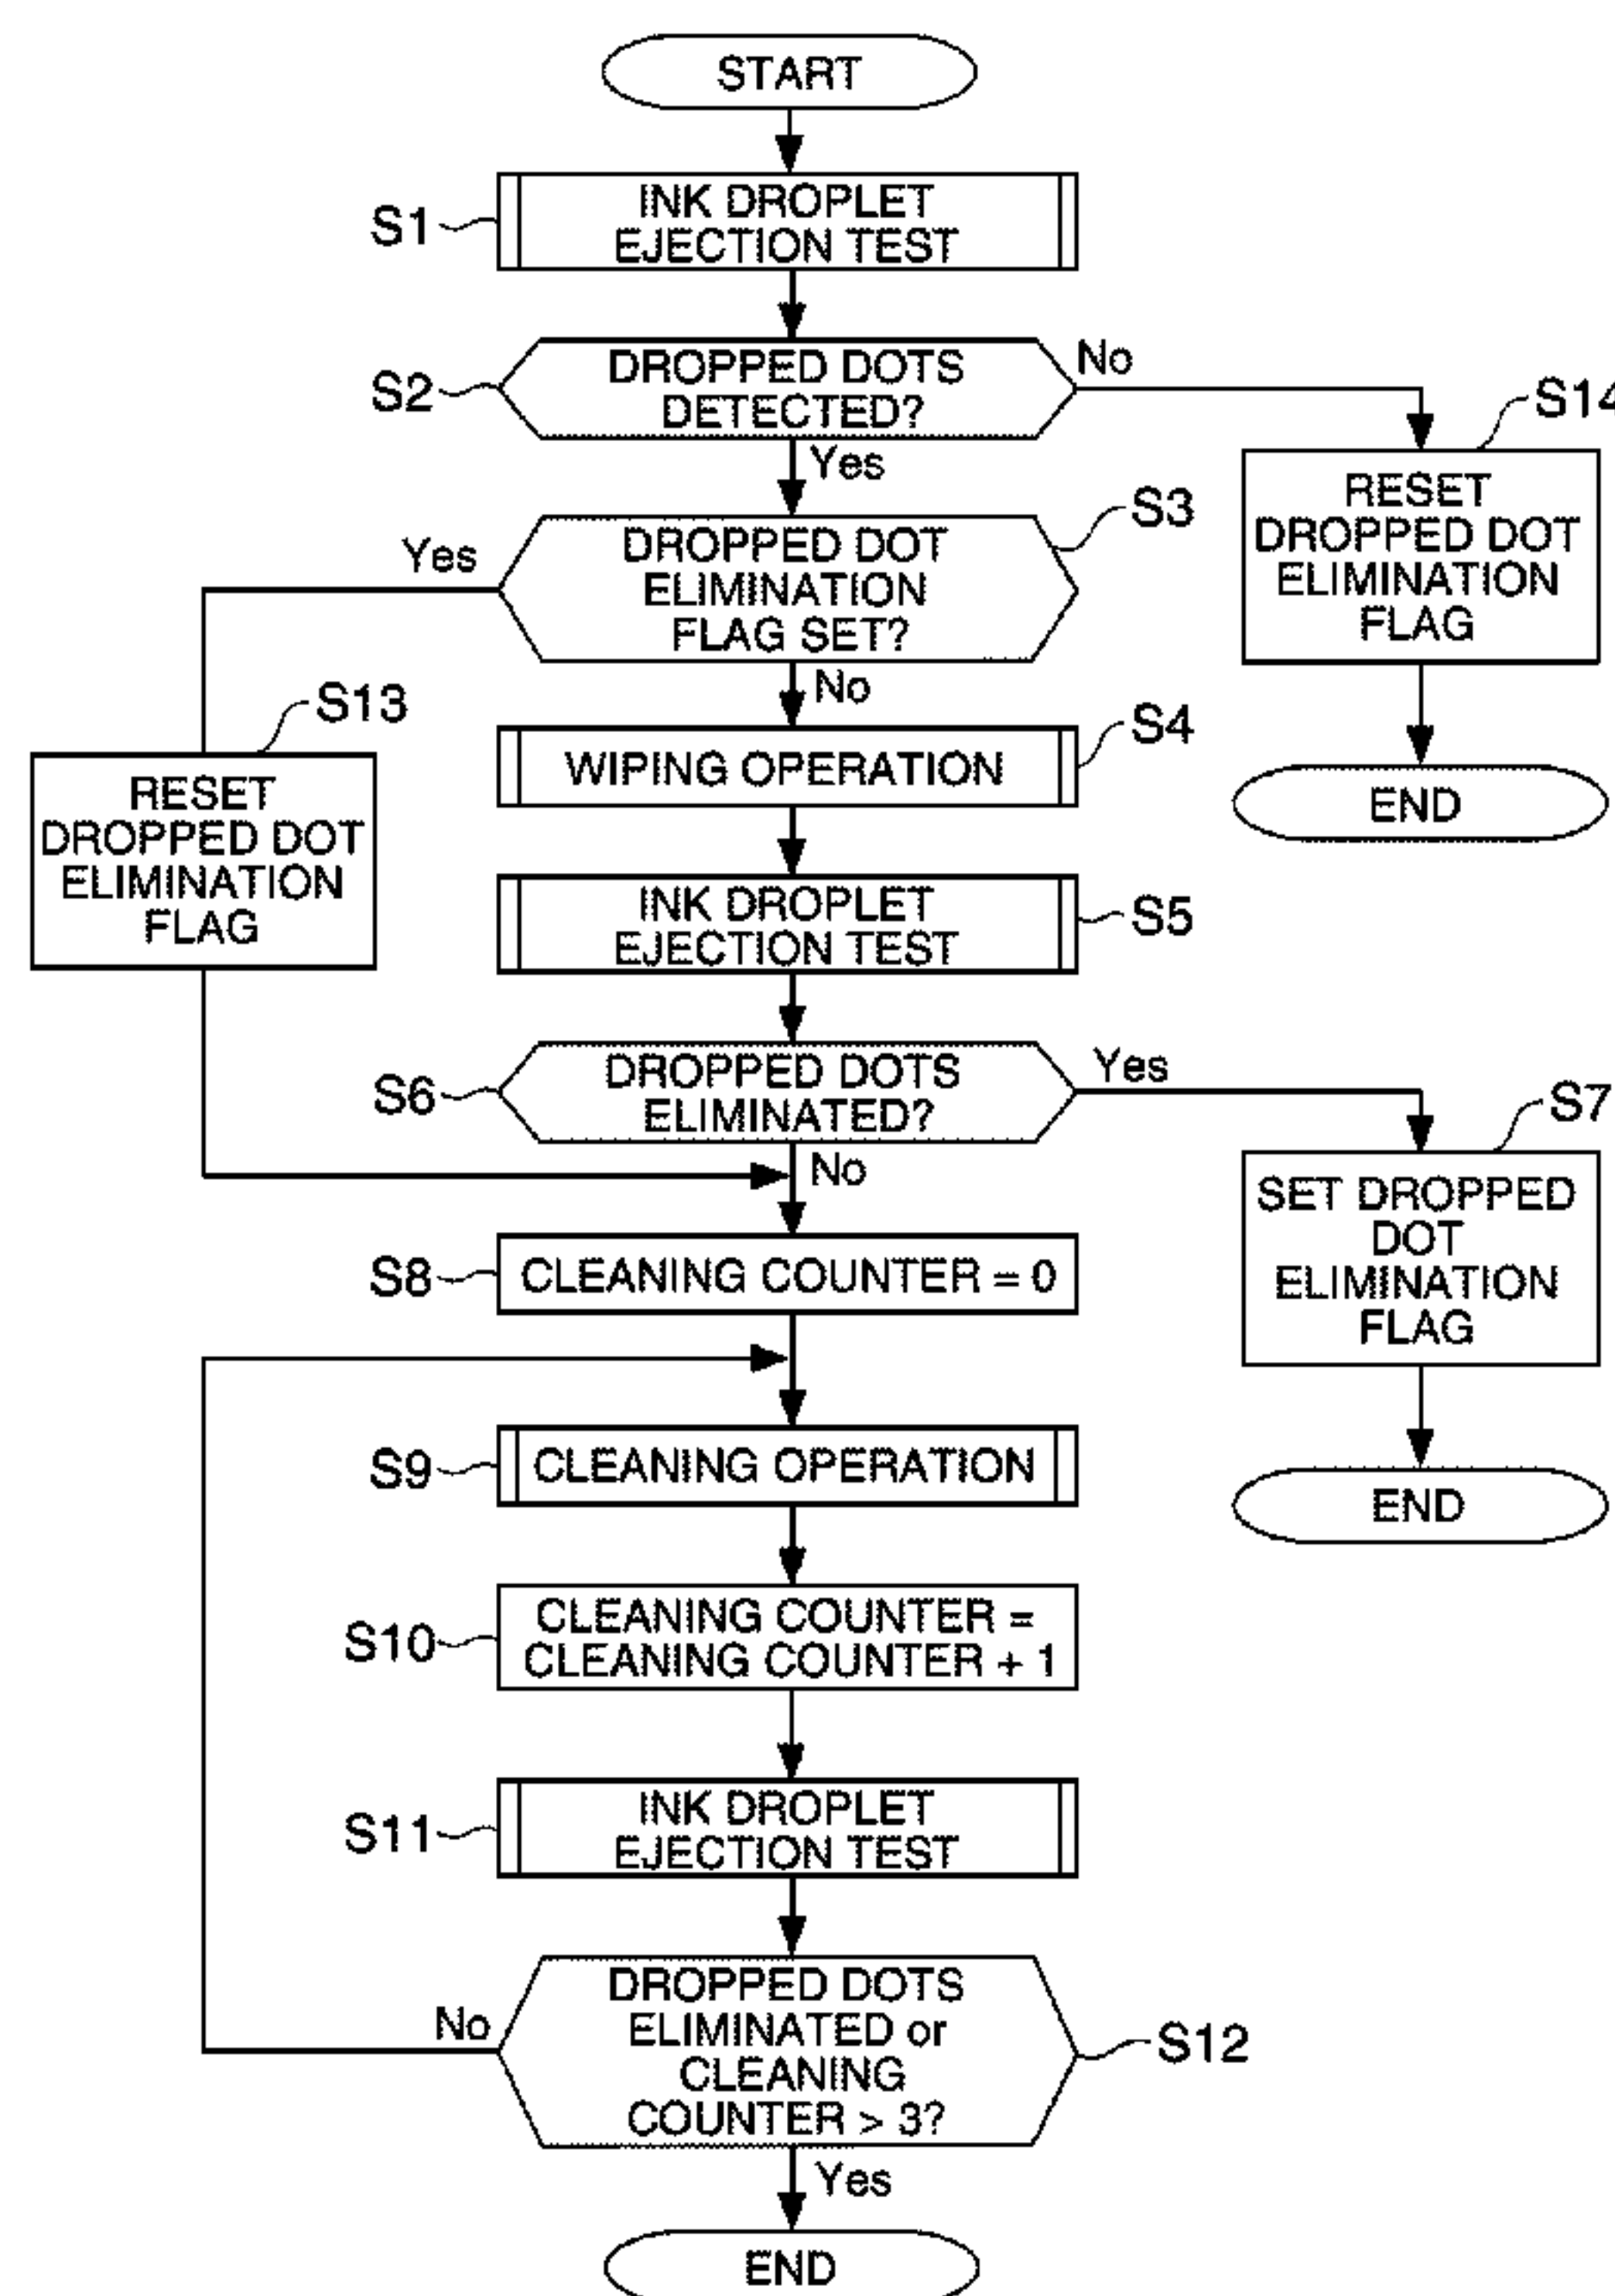 START
S1
INK DROPLET
EJECTION TEST
S2
DROPPED DOTS
DETECTED?
No
Yes
S14
RESET
DROPPED DOT
ELIMINATION
FLAG
END
S3
DROPPED DOT
ELIMINATION
FLAG SET?
Yes
No
S13
RESET
DROPPED DOT
ELIMINATION
FLAG
S4
WIPING OPERATION
INK DROPLET
EJECTION TEST
S5
S6
DROPPED DOTS
ELIMINATED?
Yes
No
S7
SET DROPPED
DOT
ELIMINATION
FLAG
END
S8
CLEANING COUNTER = 0
S9
CLEANING OPERATION
S10
CLEANING COUNTER =
CLEANING COUNTER + 1
S11
INK DROPLET
EJECTION TEST
No
DROPPED DOTS
ELIMINATED or
CLEANING
COUNTER > 3?
S12
Yes
END